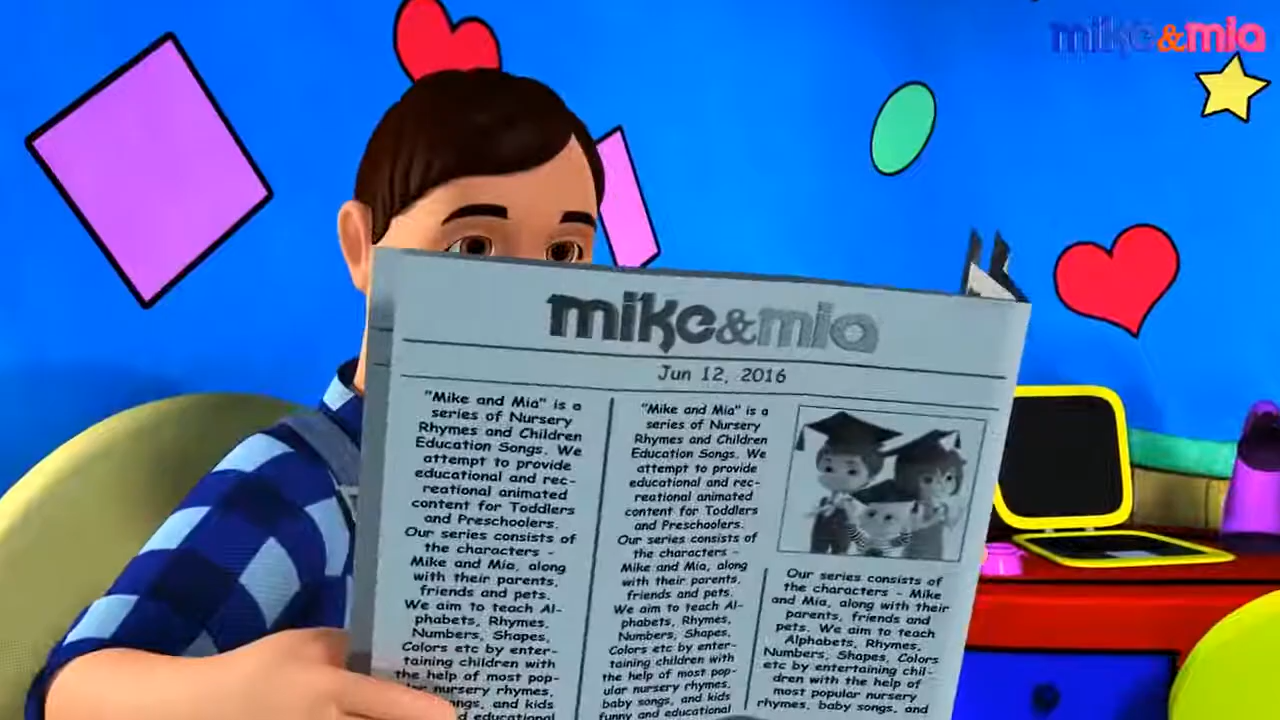 mike&mia
mike&mia
Jun 12, 2016
"Mike and Mia" is a
series of Nursery
Rhymes and Children
Education Songs. We
attempt to provide
educational and rec-
reational animated
content for Toddlers
and Preschoolers.
Our series consists of
the characters -
Mike and Mia, along
with their parents,
friends and pets.
We aim to teach Al-
phabets, Rhymes,
Numbers, Shapes,
Colors etc by enter-
taining children with
the help of most pop-
nursery rhymes,
songs, and kids
educational
"Mike and Mia" is a
series of Nursery
Rhymes and Children
Education Songs. We
attempt to provide
educational and rec-
reational animated
content for Toddlers
and Preschoolers.
Our series consists of
the characters -
Mike and Mia, along
with their parents,
friends and pets.
We aim to teach Al-
phabets, Rhymes,
Numbers, Shapes,
Colors etc by enter-
taining children with
the help of most pop-
ular nursery rhymes,
baby songs, and kids
funny and educational
Our series consists of
the characters - Mike
and Mia, along with their
parents, friends and
pets. We aim to teach
Alphabets, Rhymes,
Numbers, Shapes, Colors
etc by entertaining chil-
dren with the help of
most popular nursery
rhymes, baby songs, and